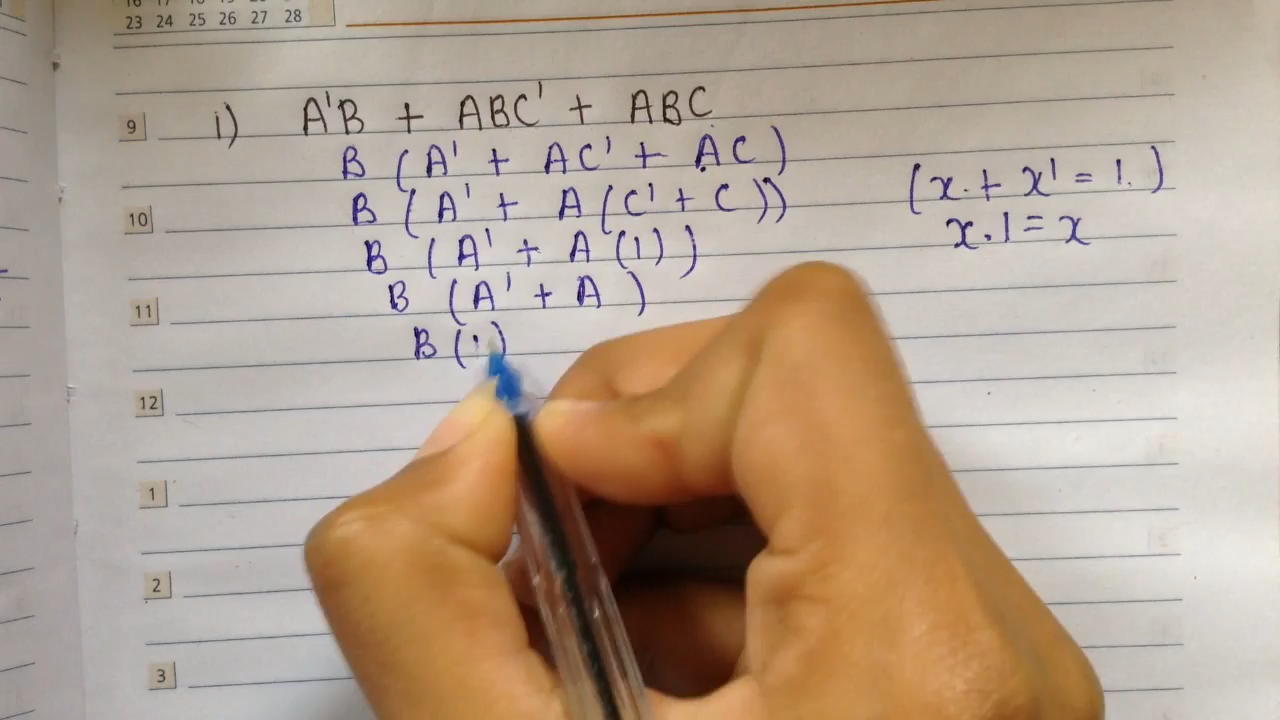 23 24 25 26 27 28
9 i) A'B + ABC' + ABC
B (A' + AC' + AC)
10 B (A' + A (C' + C))
(x + x' = 1.)
B (A' + A (1))
x.1 = x
11 B (A' + A)
B (1)
12
1
2
3